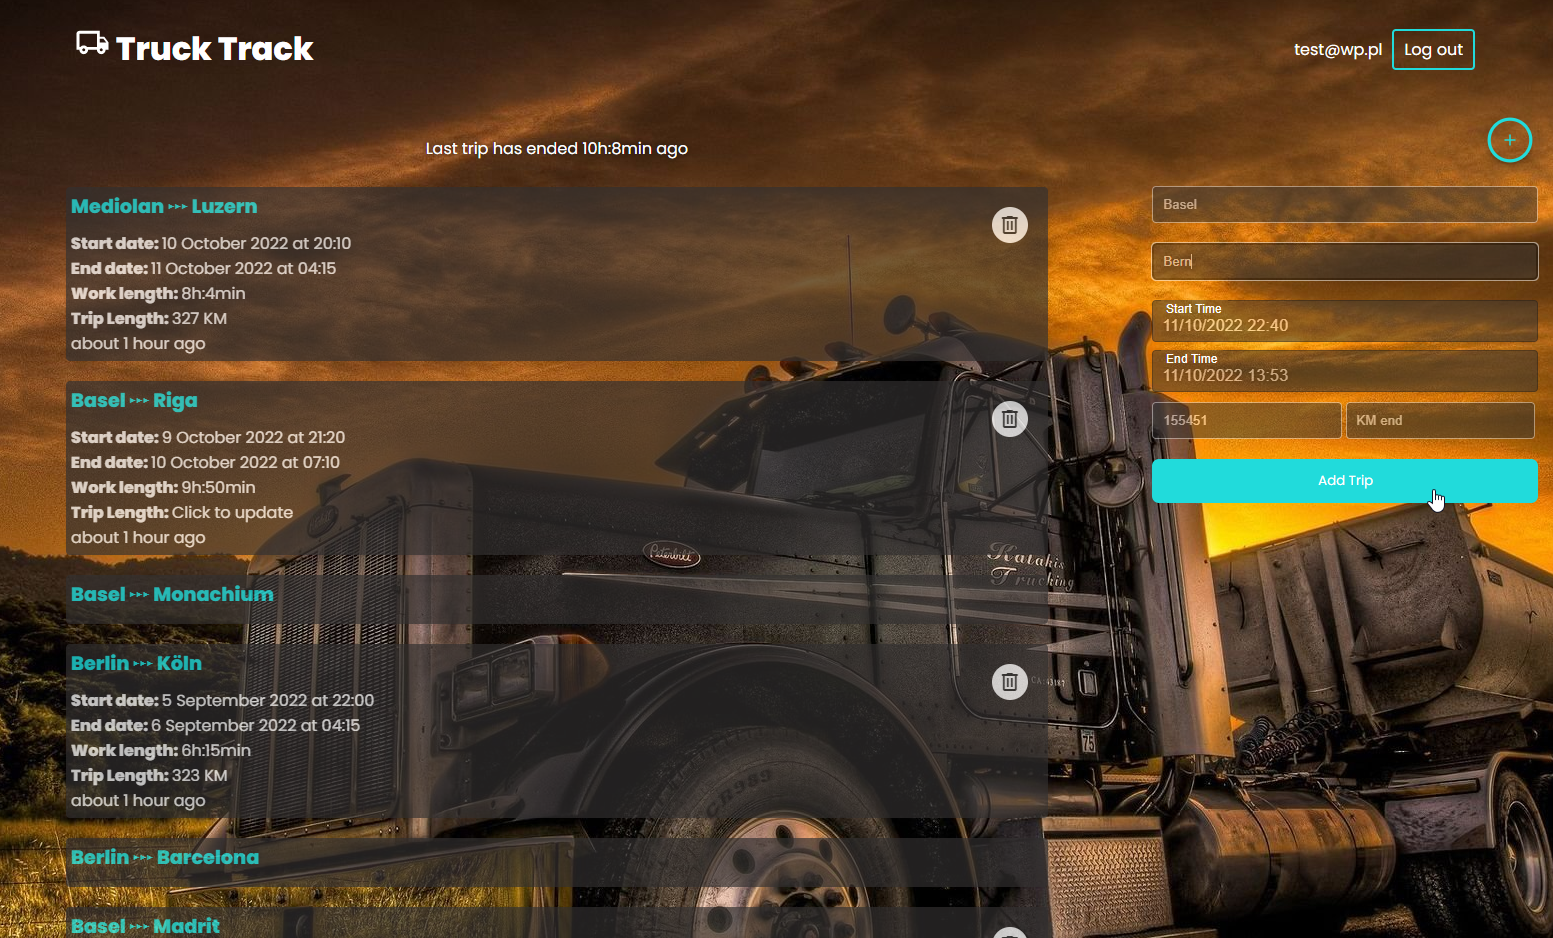 Truck Track
test@wp.pl
Log out
Last trip has ended 10h:8min ago
+
Mediolan ‣‣‣ Luzern
Start date: 10 October 2022 at 20:10
End date: 11 October 2022 at 04:15
Work length: 8h:4min
Trip Length: 327 KM
about 1 hour ago
Basel ‣‣‣ Riga
Start date: 9 October 2022 at 21:20
End date: 10 October 2022 at 07:10
Work length: 9h:50min
Trip Length: Click to update
about 1 hour ago
Basel ‣‣‣ Monachium
Berlin ‣‣‣ Köln
Start date: 5 September 2022 at 22:00
End date: 6 September 2022 at 04:15
Work length: 6h:15min
Trip Length: 323 KM
about 1 hour ago
Berlin ‣‣‣ Barcelona
Basel ‣‣‣ Madrit
Basel
Bern
Start Time
11/10/2022 22:40
End Time
11/10/2022 13:53
155451
KM end
Add Trip
Peterbilt
Katakis
Trucking
75